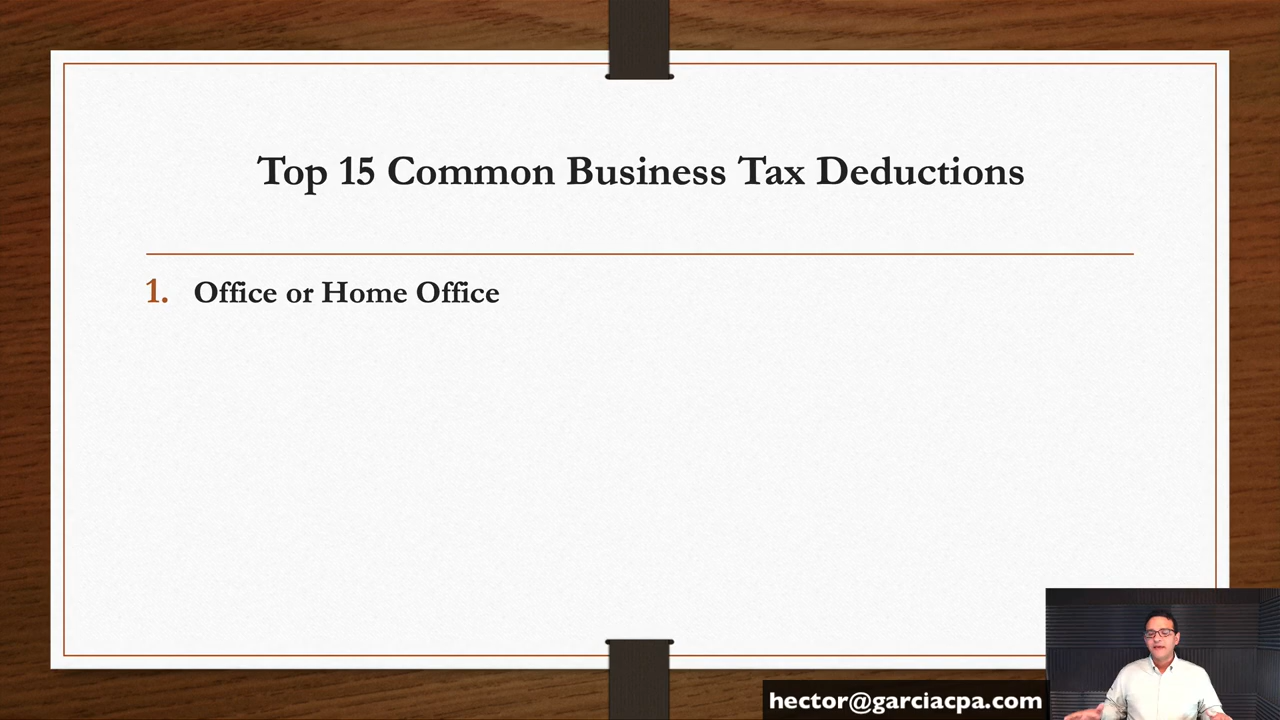 Top 15 Common Business Tax Deductions
1. Office or Home Office
hector@garciacpa.com